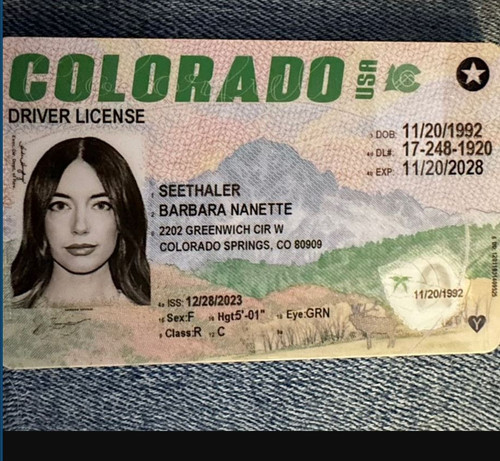 COLORADO USA
DRIVER LICENSE
DOB: 11/20/1992
DL#: 17-248-1920
EXP: 11/20/2028
SEETHALER
BARBARA NANETTE
2202 GREENWICH CIR W
COLORADO SPRINGS, CO 80909
ISS: 12/28/2023
Sex:F Hgt5'-01" Eye:GRN
Class:R C
11/20/1992
Y